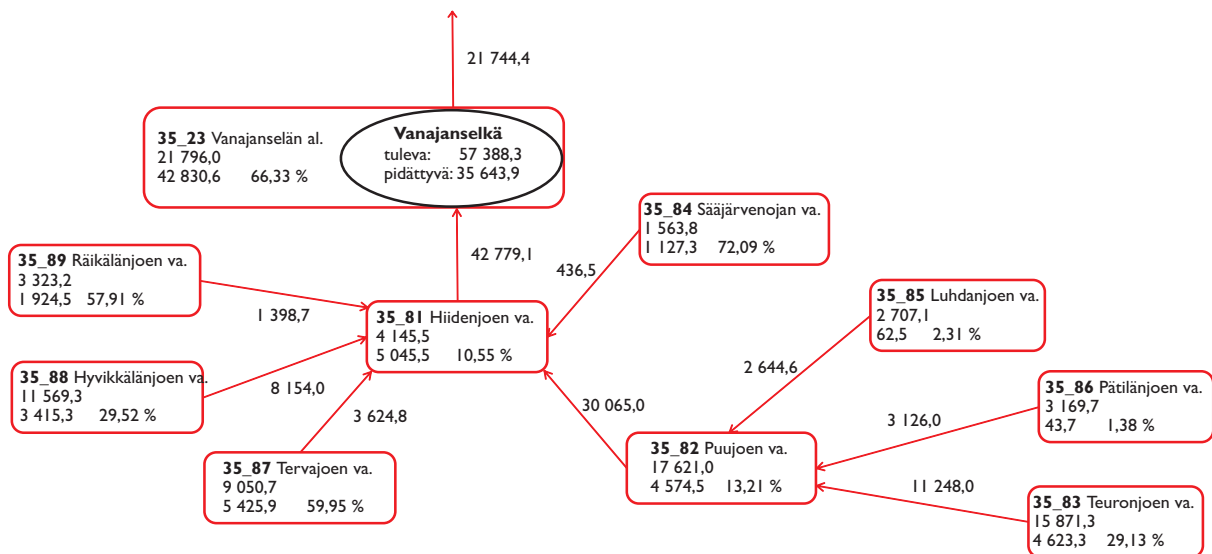 21 744,4
35_23 Vanajanselän al.
21 796,0
42 830,6 66,33 %
Vanajanselkä
tuleva: 57 388,3
pidättyvä: 35 643,9
42 779,1
35_84 Sääjärvenojan va.
1 563,8
1 127,3 72,09 %
436,5
35_89 Räikälänjoen va.
3 323,2
1 924,5 57,91 %
1 398,7
35_81 Hiidenjoen va.
4 145,5
5 045,5 10,55 %
35_85 Luhdanjoen va.
2 707,1
62,5 2,31 %
2 644,6
35_88 Hyvikkälänjoen va.
11 569,3
3 415,3 29,52 %
8 154,0
3 624,8
30 065,0
35_86 Pätilänjoen va.
3 169,7
43,7 1,38 %
3 126,0
35_87 Tervajoen va.
9 050,7
5 425,9 59,95 %
35_82 Puujoen va.
17 621,0
4 574,5 13,21 %
11 248,0
35_83 Teuronjoen va.
15 871,3
4 623,3 29,13 %